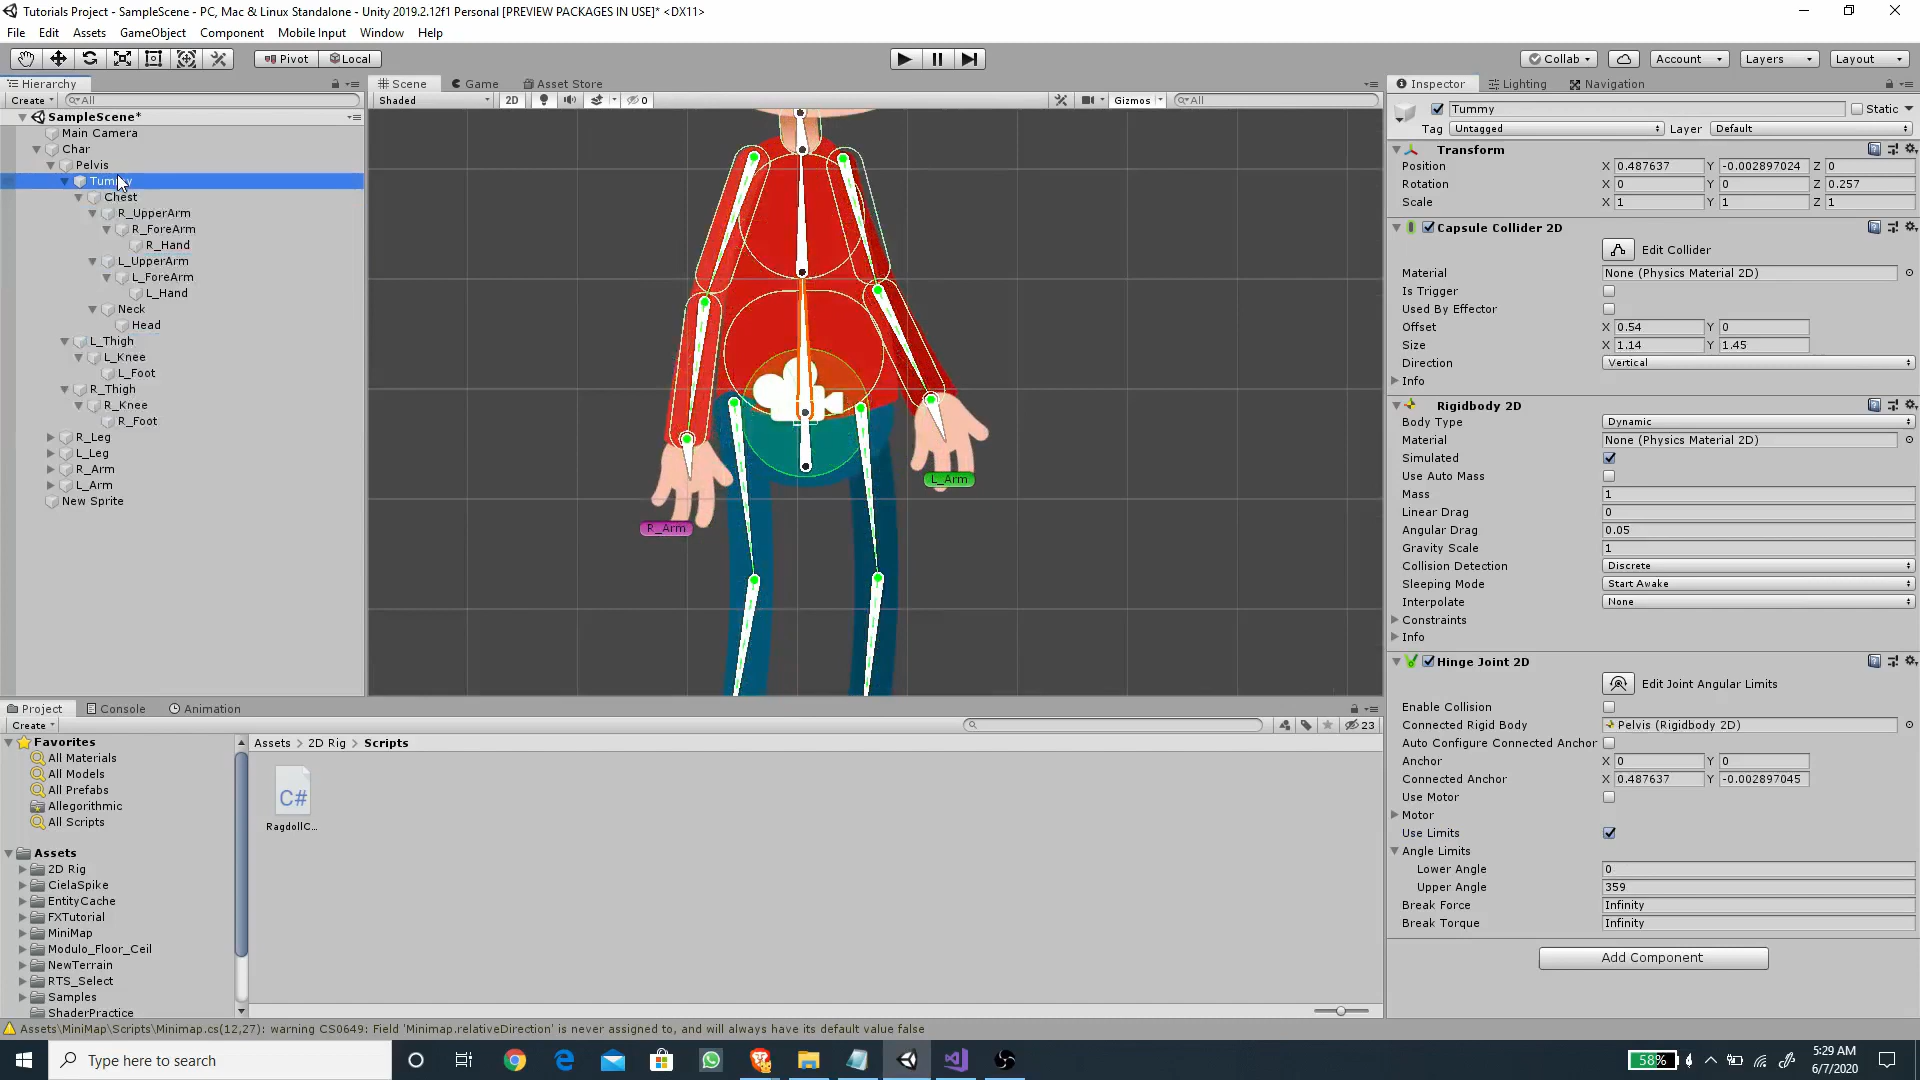 Tutorials Project - SampleScene - PC, Mac & Linux Standalone - Unity 2019.2.12f1 Personal [PREVIEW PACKAGES IN USE]* <DX11>
File Edit Assets GameObject Component Mobile Input Window Help
Pivot Local Collab Account Layers Layout
Hierarchy
Create All
SampleScene*
Main Camera
Char
Pelvis
Tummy
Chest
R_UpperArm
R_ForeArm
R_Hand
L_UpperArm
L_ForeArm
L_Hand
Neck
Head
L_Thigh
L_Knee
L_Foot
R_Thigh
R_Knee
R_Foot
R_Leg
L_Leg
R_Arm
L_Arm
New Sprite
Scene Game Asset Store
Shaded 2D 0 Gizmos All
L_Arm
R_Arm
Inspector Lighting Navigation
Tummy Static
Tag Untagged Layer Default
Transform
Position X 0.487637 Y -0.002897024 Z 0
Rotation X 0 Y 0 Z 0.257
Scale X 1 Y 1 Z 1
Capsule Collider 2D
Edit Collider
Material None (Physics Material 2D)
Is Trigger
Used By Effector
Offset X 0.54 Y 0
Size X 1.14 Y 1.45
Direction Vertical
Info
Rigidbody 2D
Body Type Dynamic
Material None (Physics Material 2D)
Simulated
Use Auto Mass
Mass 1
Linear Drag 0
Angular Drag 0.05
Gravity Scale 1
Collision Detection Discrete
Sleeping Mode Start Awake
Interpolate None
Constraints
Info
Hinge Joint 2D
Edit Joint Angular Limits
Enable Collision
Connected Rigid Body Pelvis (Rigidbody 2D)
Auto Configure Connected Anchor
Anchor X 0 Y 0
Connected Anchor X 0.487637 Y -0.002897045
Use Motor
Motor
Use Limits
Angle Limits
Lower Angle 0
Upper Angle 359
Break Force Infinity
Break Torque Infinity
Add Component
Project Console Animation
Create 23
Favorites
All Materials
All Models
All Prefabs
Allegorithmic
All Scripts
Assets
2D Rig
CielaSpike
EntityCache
FXTutorial
MiniMap
Modulo_Floor_Ceil
NewTerrain
RTS_Select
Samples
ShaderPractice
Assets > 2D Rig > Scripts
C#
RagdollC...
Assets\MiniMap\Scripts\Minimap.cs(12,27): warning CS0649: Field 'Minimap.relativeDirection' is never assigned to, and will always have its default value false
Type here to search
58%
5:29 AM
6/7/2020